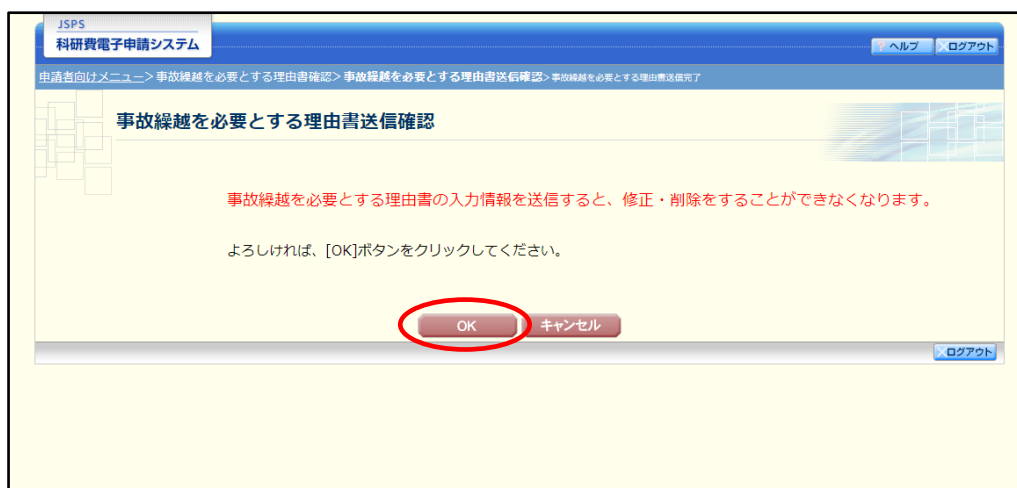 JSPS
科研費電子申請システム
? ヘルプ
ログアウト
申請者向けメニュー>事故繰越を必要とする理由書確認>事故繰越を必要とする理由書送信確認>事故繰越を必要とする理由書送信完了
事故繰越を必要とする理由書送信確認
事故繰越を必要とする理由書の入力情報を送信すると、修正・削除をすることができなくなります。
よろしければ、[OK]ボタンをクリックしてください。
OK
キャンセル
ログアウト